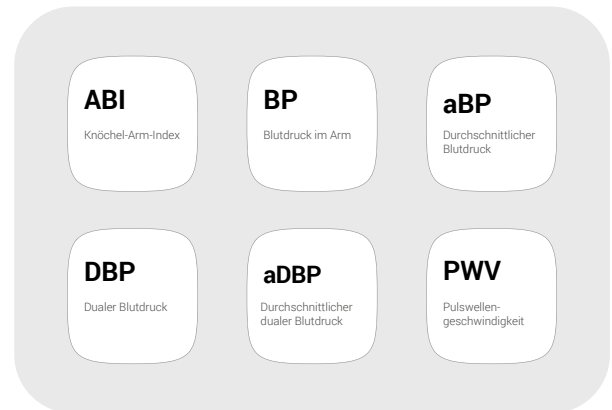 ABI
Knöchel-Arm-Index
BP
Blutdruck im Arm
aBP
Durchschnittlicher
Blutdruck
DBP
Dualer Blutdruck
aDBP
Durchschnittlicher
dualer Blutdruck
PWV
Pulswellen-
geschwindigkeit